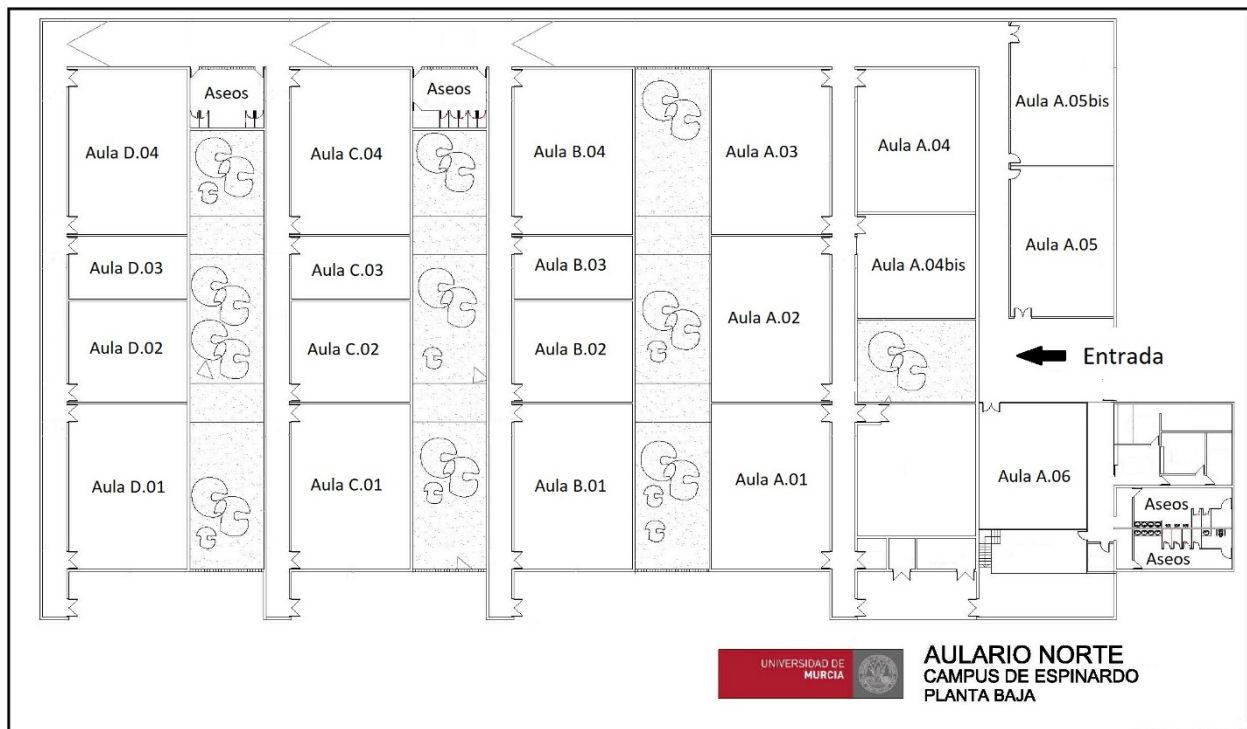 Aseos
Aseos
Aula A.05bis
Aula D.04
Aula C.04
Aula B.04
Aula A.03
Aula A.04
Aula A.05
Aula D.03
Aula C.03
Aula B.03
Aula A.04bis
Aula A.02
Aula D.02
Aula C.02
Aula B.02
Entrada
Aula D.01
Aula C.01
Aula B.01
Aula A.01
Aula A.06
Aseos
Aseos
UNIVERSIDAD DE
MURCIA
AULARIO NORTE
CAMPUS DE ESPINARDO
PLANTA BAJA